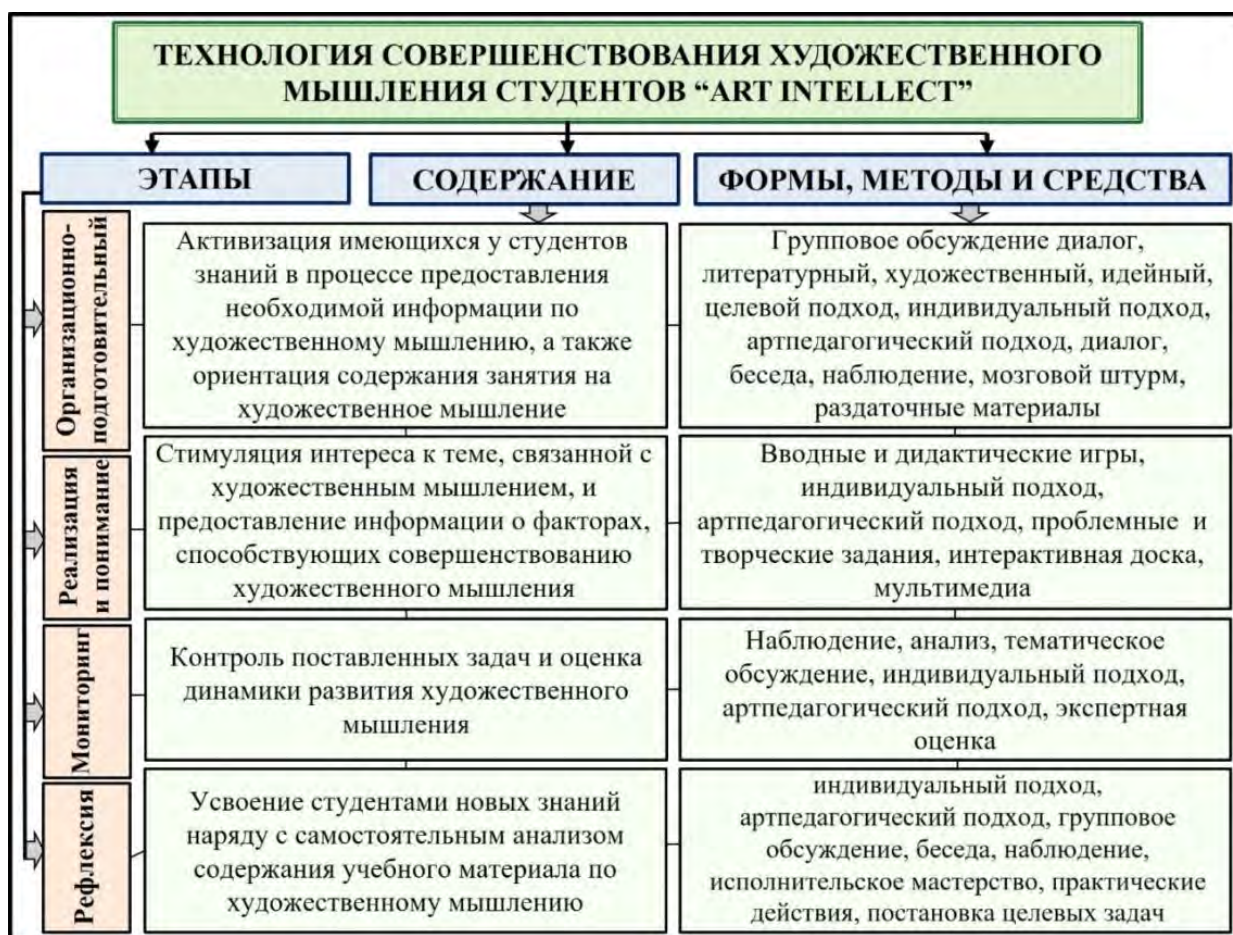 ТЕХНОЛОГИЯ СОВЕРШЕНСТВОВАНИЯ ХУДОЖЕСТВЕННОГО
МЫШЛЕНИЯ СТУДЕНТОВ “ART INTELLECT”
ЭТАПЫ
СОДЕРЖАНИЕ
ФОРМЫ, МЕТОДЫ И СРЕДСТВА
Организационно-
подготовительный
Активизация имеющихся у студентов
знаний в процессе предоставления
необходимой информации по
художественному мышлению, а также
ориентация содержания занятия на
художественное мышление
Групповое обсуждение диалог,
литературный, художественный, идейный,
целевой подход, индивидуальный подход,
артпедагогический подход, диалог,
беседа, наблюдение, мозговой штурм,
раздаточные материалы
Реализация
и понимание
Стимуляция интереса к теме, связанной с
художественным мышлением, и
предоставление информации о факторах,
способствующих совершенствованию
художественного мышления
Вводные и дидактические игры,
индивидуальный подход,
артпедагогический подход, проблемные и
творческие задания, интерактивная доска,
мультимедиа
Мониторинг
Контроль поставленных задач и оценка
динамики развития художественного
мышления
Наблюдение, анализ, тематическое
обсуждение, индивидуальный подход,
артпедагогический подход, экспертная
оценка
Рефлексия
Усвоение студентами новых знаний
наряду с самостоятельным анализом
содержания учебного материала по
художественному мышлению
индивидуальный подход,
артпедагогический подход, групповое
обсуждение, беседа, наблюдение,
исполнительское мастерство, практические
действия, постановка целевых задач